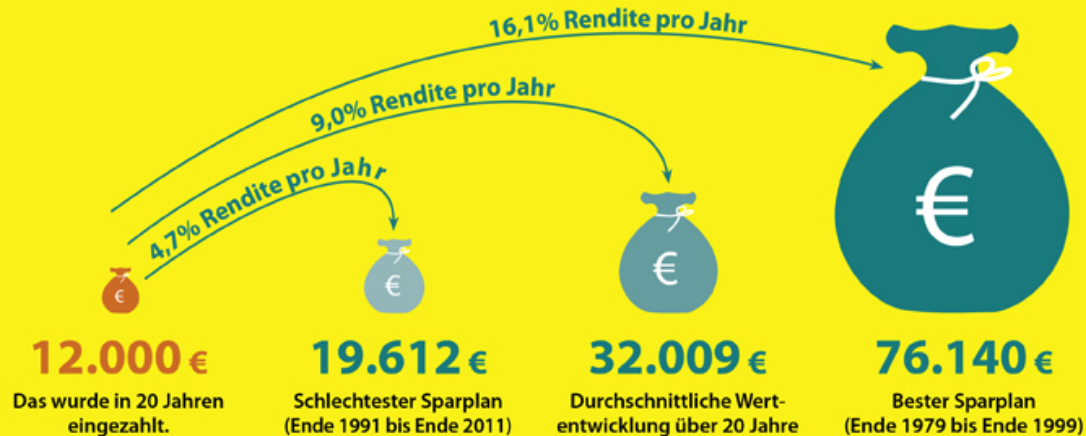 16,1% Rendite pro Jahr
9,0% Rendite pro Jahr
4,7% Rendite pro Jahr
€
€
€
€
12.000 €
Das wurde in 20 Jahren
eingezahlt.
19.612 €
Schlechtester Sparplan
(Ende 1991 bis Ende 2011)
32.009 €
Durchschnittliche Wert-
entwicklung über 20 Jahre
76.140 €
Bester Sparplan
(Ende 1979 bis Ende 1999)